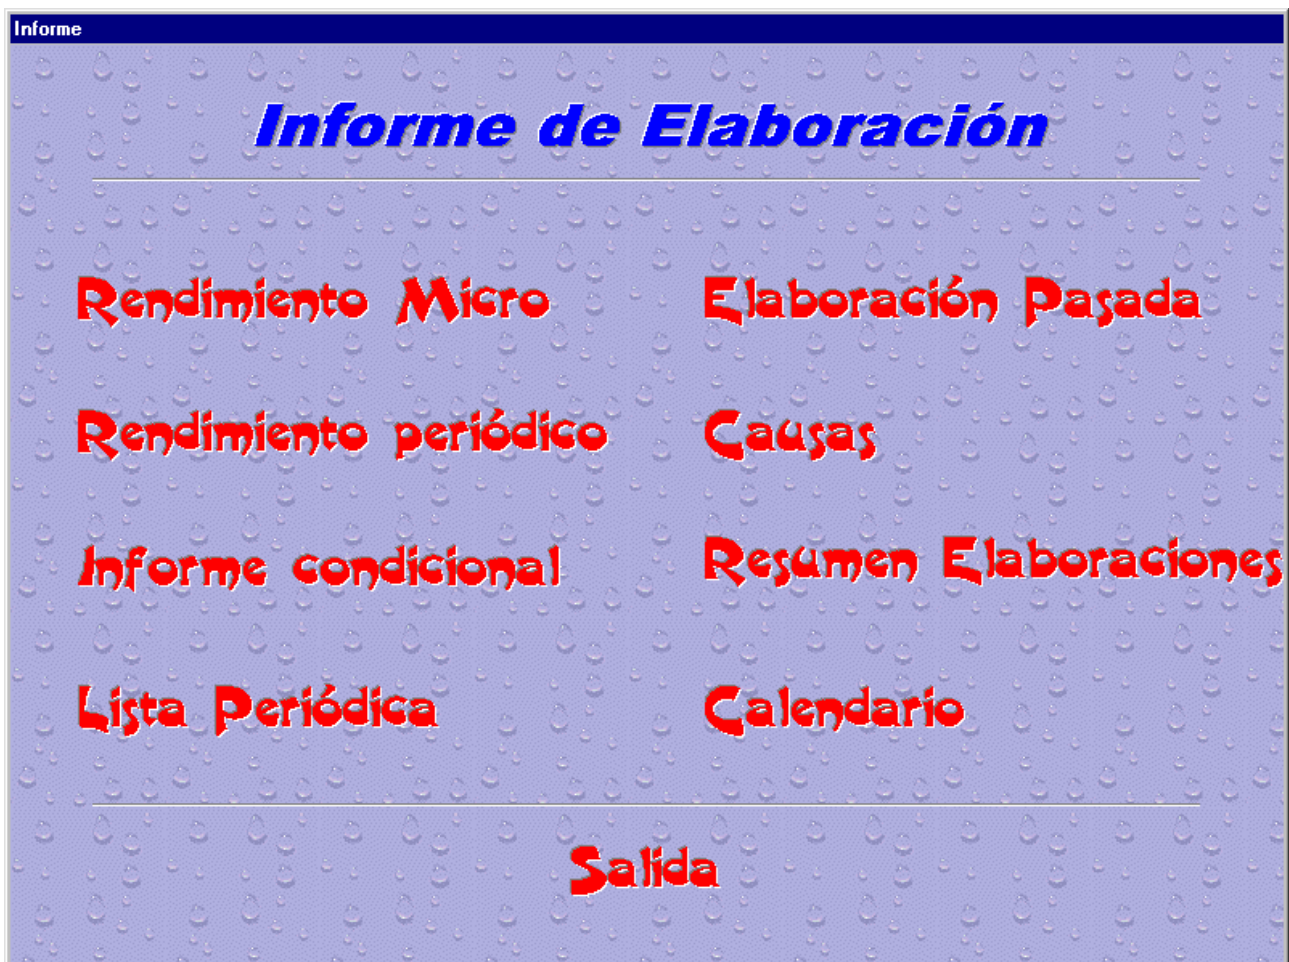 Informe
Informe de Elaboración
Rendimiento Micro
Elaboración Pasada
Rendimiento periódico
Causas
Informe condicional
Resumen Elaboraciones
Lista Periódica
Calendario
Salida